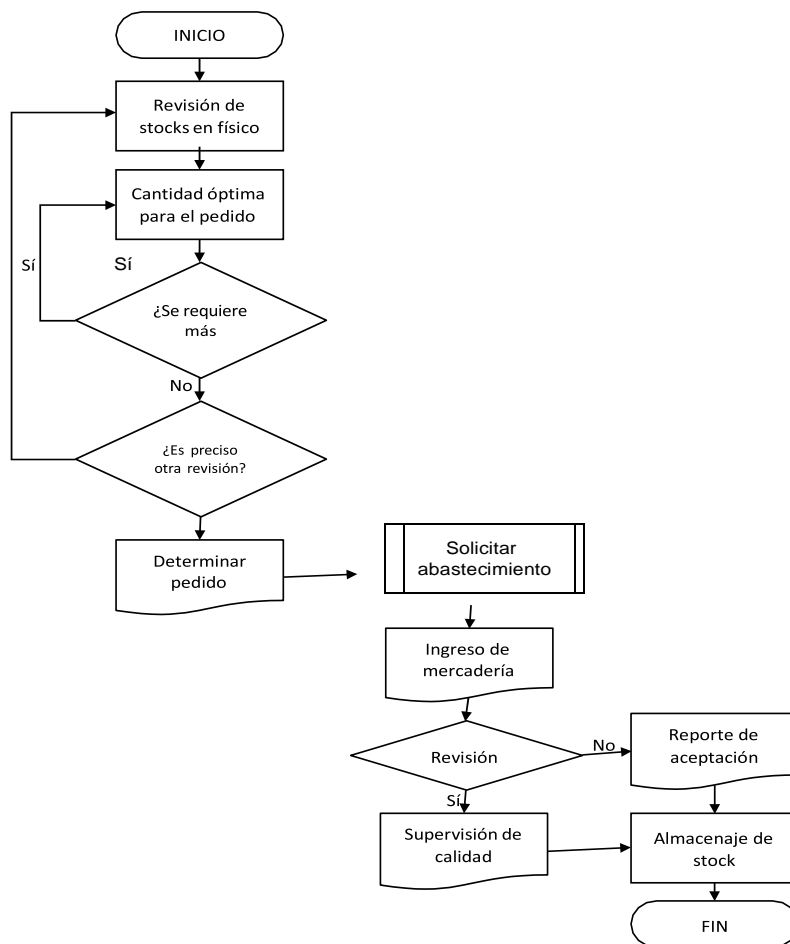 INICIO
Revisión de
stocks en físico
Cantidad óptima
para el pedido
Sí
Sí
¿Se requiere
más
No
¿Es preciso
otra revisión?
Determinar
pedido
Solicitar
abastecimiento
Ingreso de
mercadería
Revisión
No
Reporte de
aceptación
Sí
Supervisión de
calidad
Almacenaje de
stock
FIN